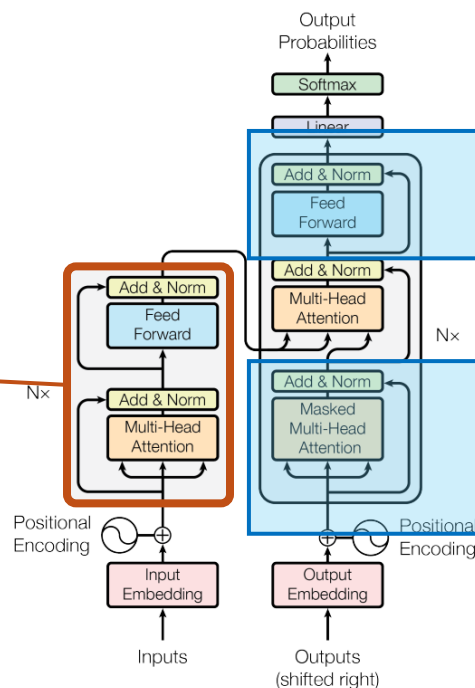 Output
Probabilities
Softmax
Linear
Add & Norm
Feed
Forward
Add & Norm
Multi-Head
Attention
Add & Norm
Masked
Multi-Head
Attention
N×
Add & Norm
Feed
Forward
Add & Norm
Multi-Head
Attention
N×
Positional
Encoding
Positional
Encoding
Input
Embedding
Output
Embedding
Inputs
Outputs
(shifted right)